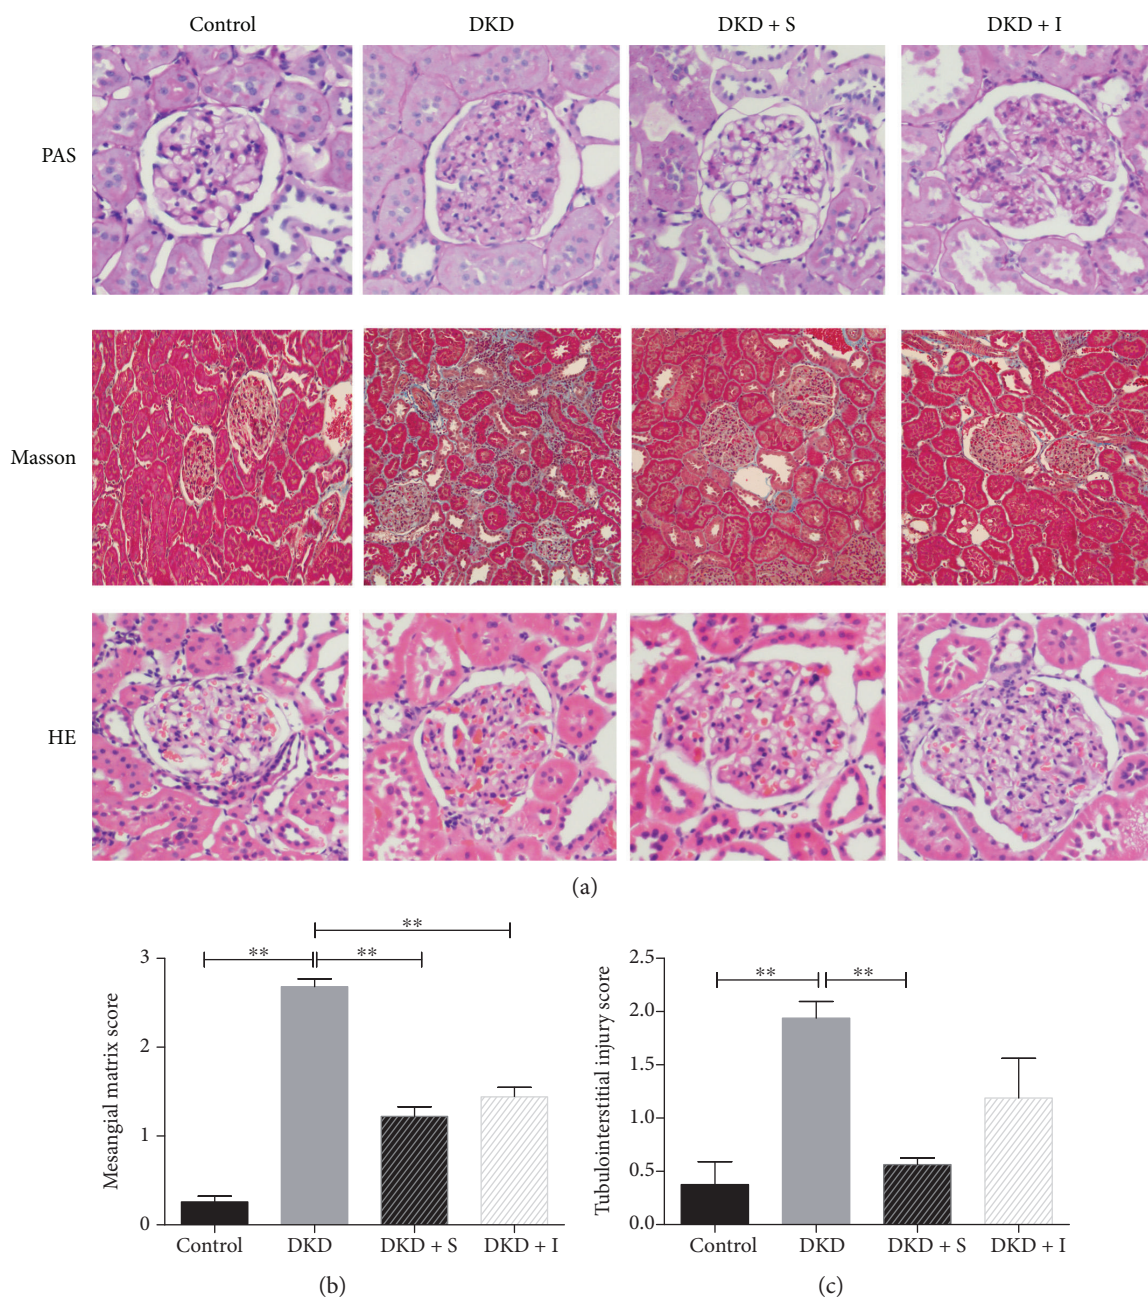 Control DKD DKD + S DKD + I
PAS
Masson
HE
(a)
** 
** **
3
2
1
0
Mesangial matrix score
Control DKD DKD + S DKD + I
(b)
** **
2.5
2.0
1.5
1.0
0.5
0.0
Tubulointerstitial injury score
Control DKD DKD + S DKD + I
(c)